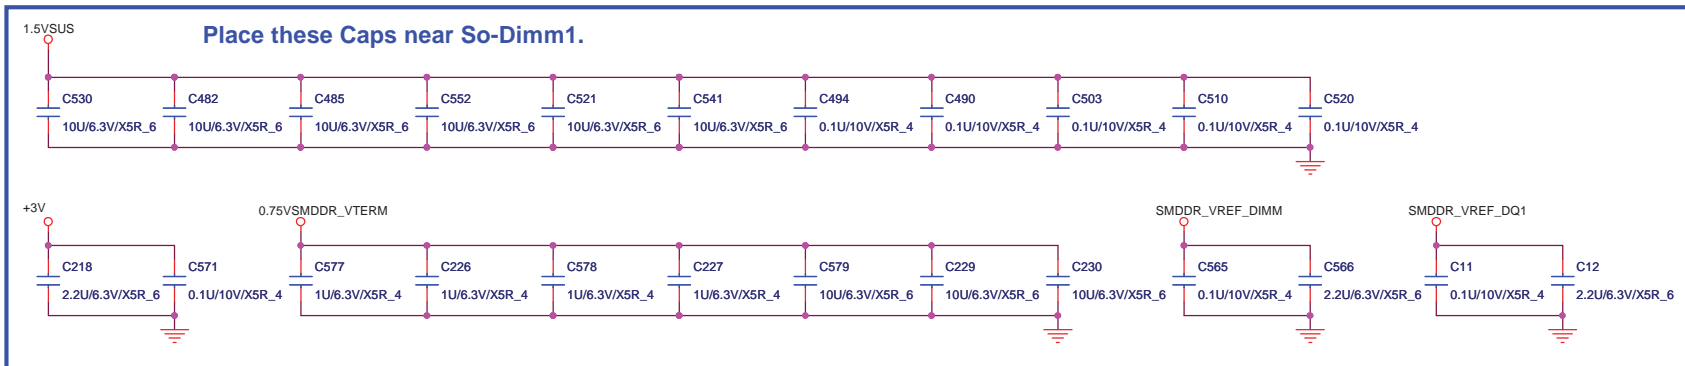 1.5VSUS
Place these Caps near So-Dimm1.
C530 C482 C485 C552 C521 C541 C494 C490 C503 C510 C520
10U/6.3V/X5R_6 10U/6.3V/X5R_6 10U/6.3V/X5R_6 10U/6.3V/X5R_6 10U/6.3V/X5R_6 10U/6.3V/X5R_6 0.1U/10V/X5R_4 0.1U/10V/X5R_4 0.1U/10V/X5R_4 0.1U/10V/X5R_4 0.1U/10V/X5R_4
+3V 0.75VSMDDR_VTERM SMDDR_VREF_DIMM SMDDR_VREF_DQ1
C218 C571 C577 C226 C578 C227 C579 C229 C230 C565 C566 C11 C12
2.2U/6.3V/X5R_6 0.1U/10V/X5R_4 1U/6.3V/X5R_4 1U/6.3V/X5R_4 1U/6.3V/X5R_4 1U/6.3V/X5R_4 10U/6.3V/X5R_6 10U/6.3V/X5R_6 10U/6.3V/X5R_6 0.1U/10V/X5R_4 2.2U/6.3V/X5R_6 0.1U/10V/X5R_4 2.2U/6.3V/X5R_6